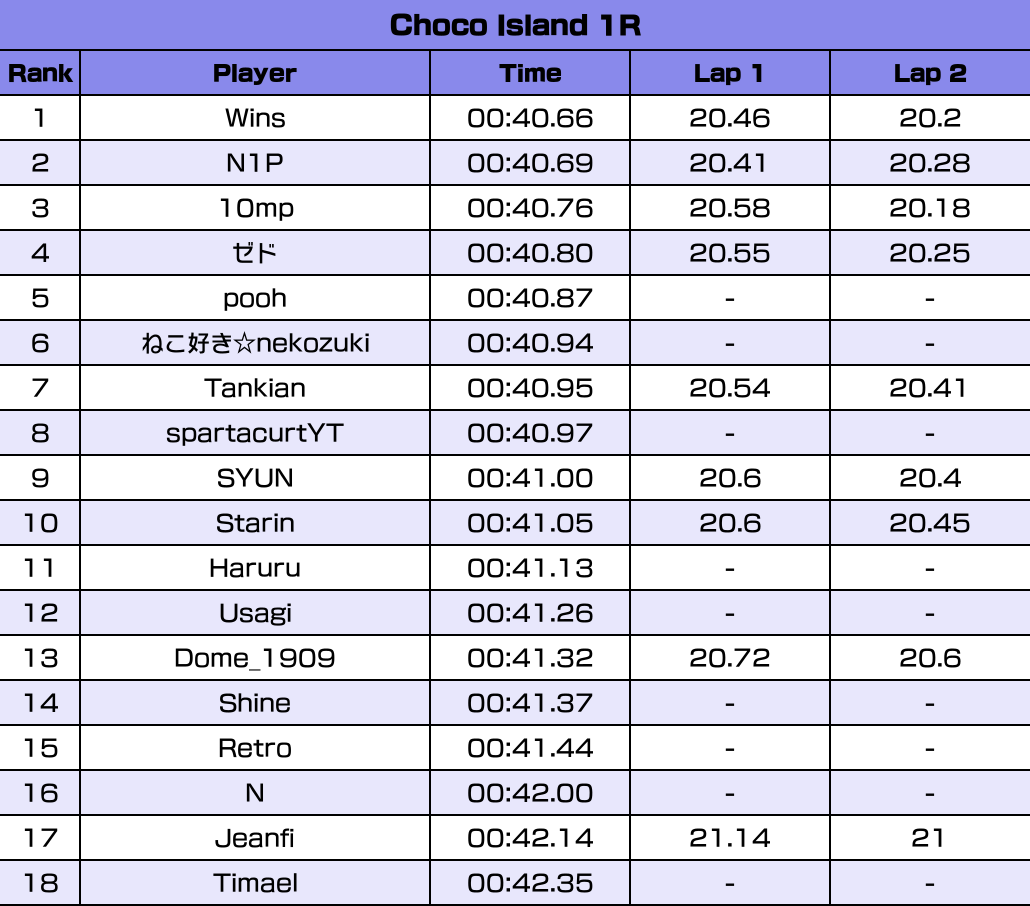 Choco Island 1R
Rank Player Time Lap 1 Lap 2
1 Wins 00:40.66 20.46 20.2
2 N1P 00:40.69 20.41 20.28
3 10mp 00:40.76 20.58 20.18
4 ゼド 00:40.80 20.55 20.25
5 pooh 00:40.87 - -
6 ねこ好き☆nekozuki 00:40.94 - -
7 Tankian 00:40.95 20.54 20.41
8 spartacurtYT 00:40.97 - -
9 SYUN 00:41.00 20.6 20.4
10 Starin 00:41.05 20.6 20.45
11 Haruru 00:41.13 - -
12 Usagi 00:41.26 - -
13 Dome_1909 00:41.32 20.72 20.6
14 Shine 00:41.37 - -
15 Retro 00:41.44 - -
16 N 00:42.00 - -
17 Jeanfi 00:42.14 21.14 21
18 Timael 00:42.35 - -